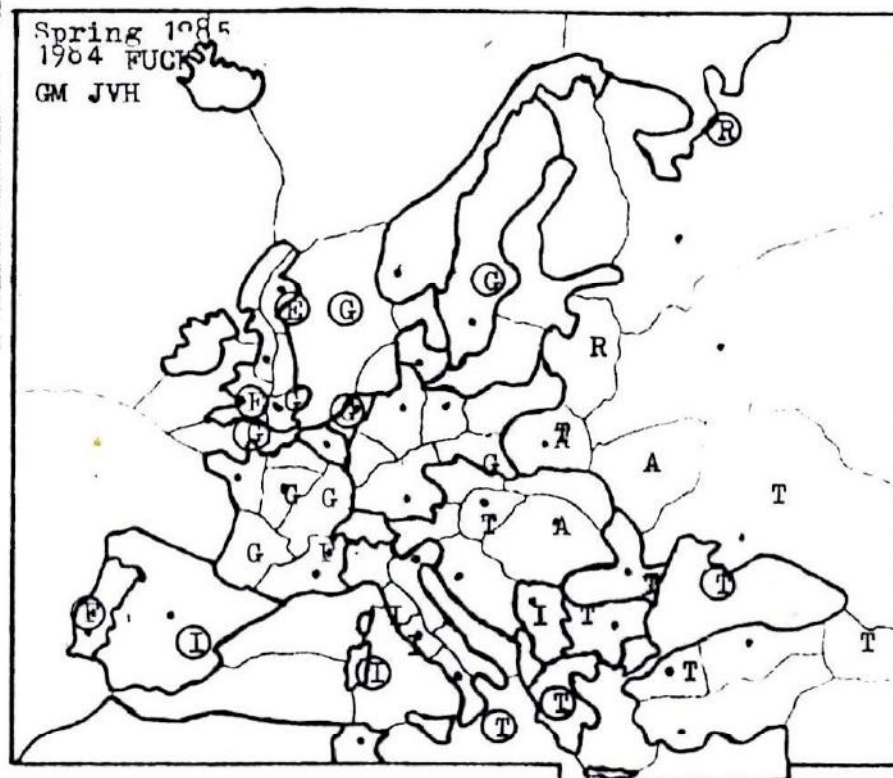 Spring 1985
1984 FUCK
GM JVH
R
G
E G
R
F G G
G T A
G
A
G G
T
T A
G
F
T T
F I I T
I T
T
I T
T